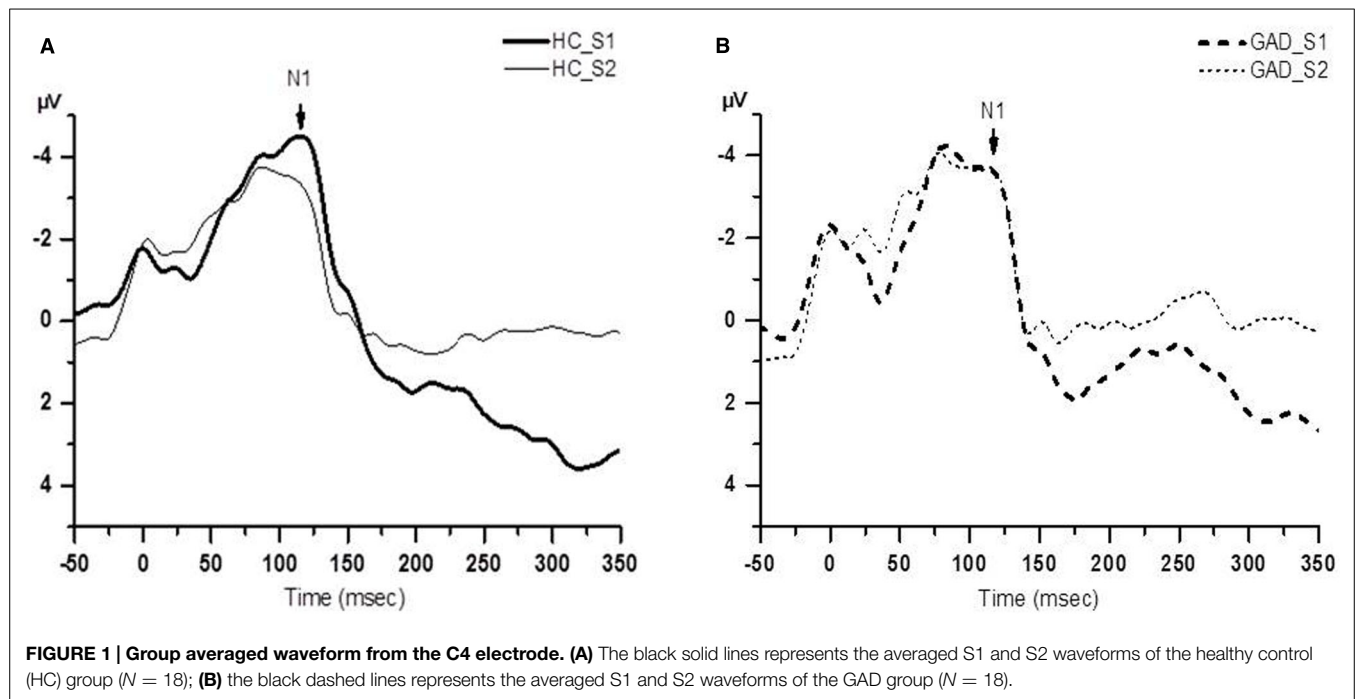 A
HC_S1
HC_S2
N1
µV
-4
-2
0
2
4
-50 0 50 100 150 200 250 300 350
Time (msec)
B
GAD_S1
GAD_S2
N1
µV
-4
-2
0
2
4
-50 0 50 100 150 200 250 300 350
Time (msec)
FIGURE 1 | Group averaged waveform from the C4 electrode. (A) The black solid lines represents the averaged S1 and S2 waveforms of the healthy control
(HC) group (N = 18); (B) the black dashed lines represents the averaged S1 and S2 waveforms of the GAD group (N = 18).